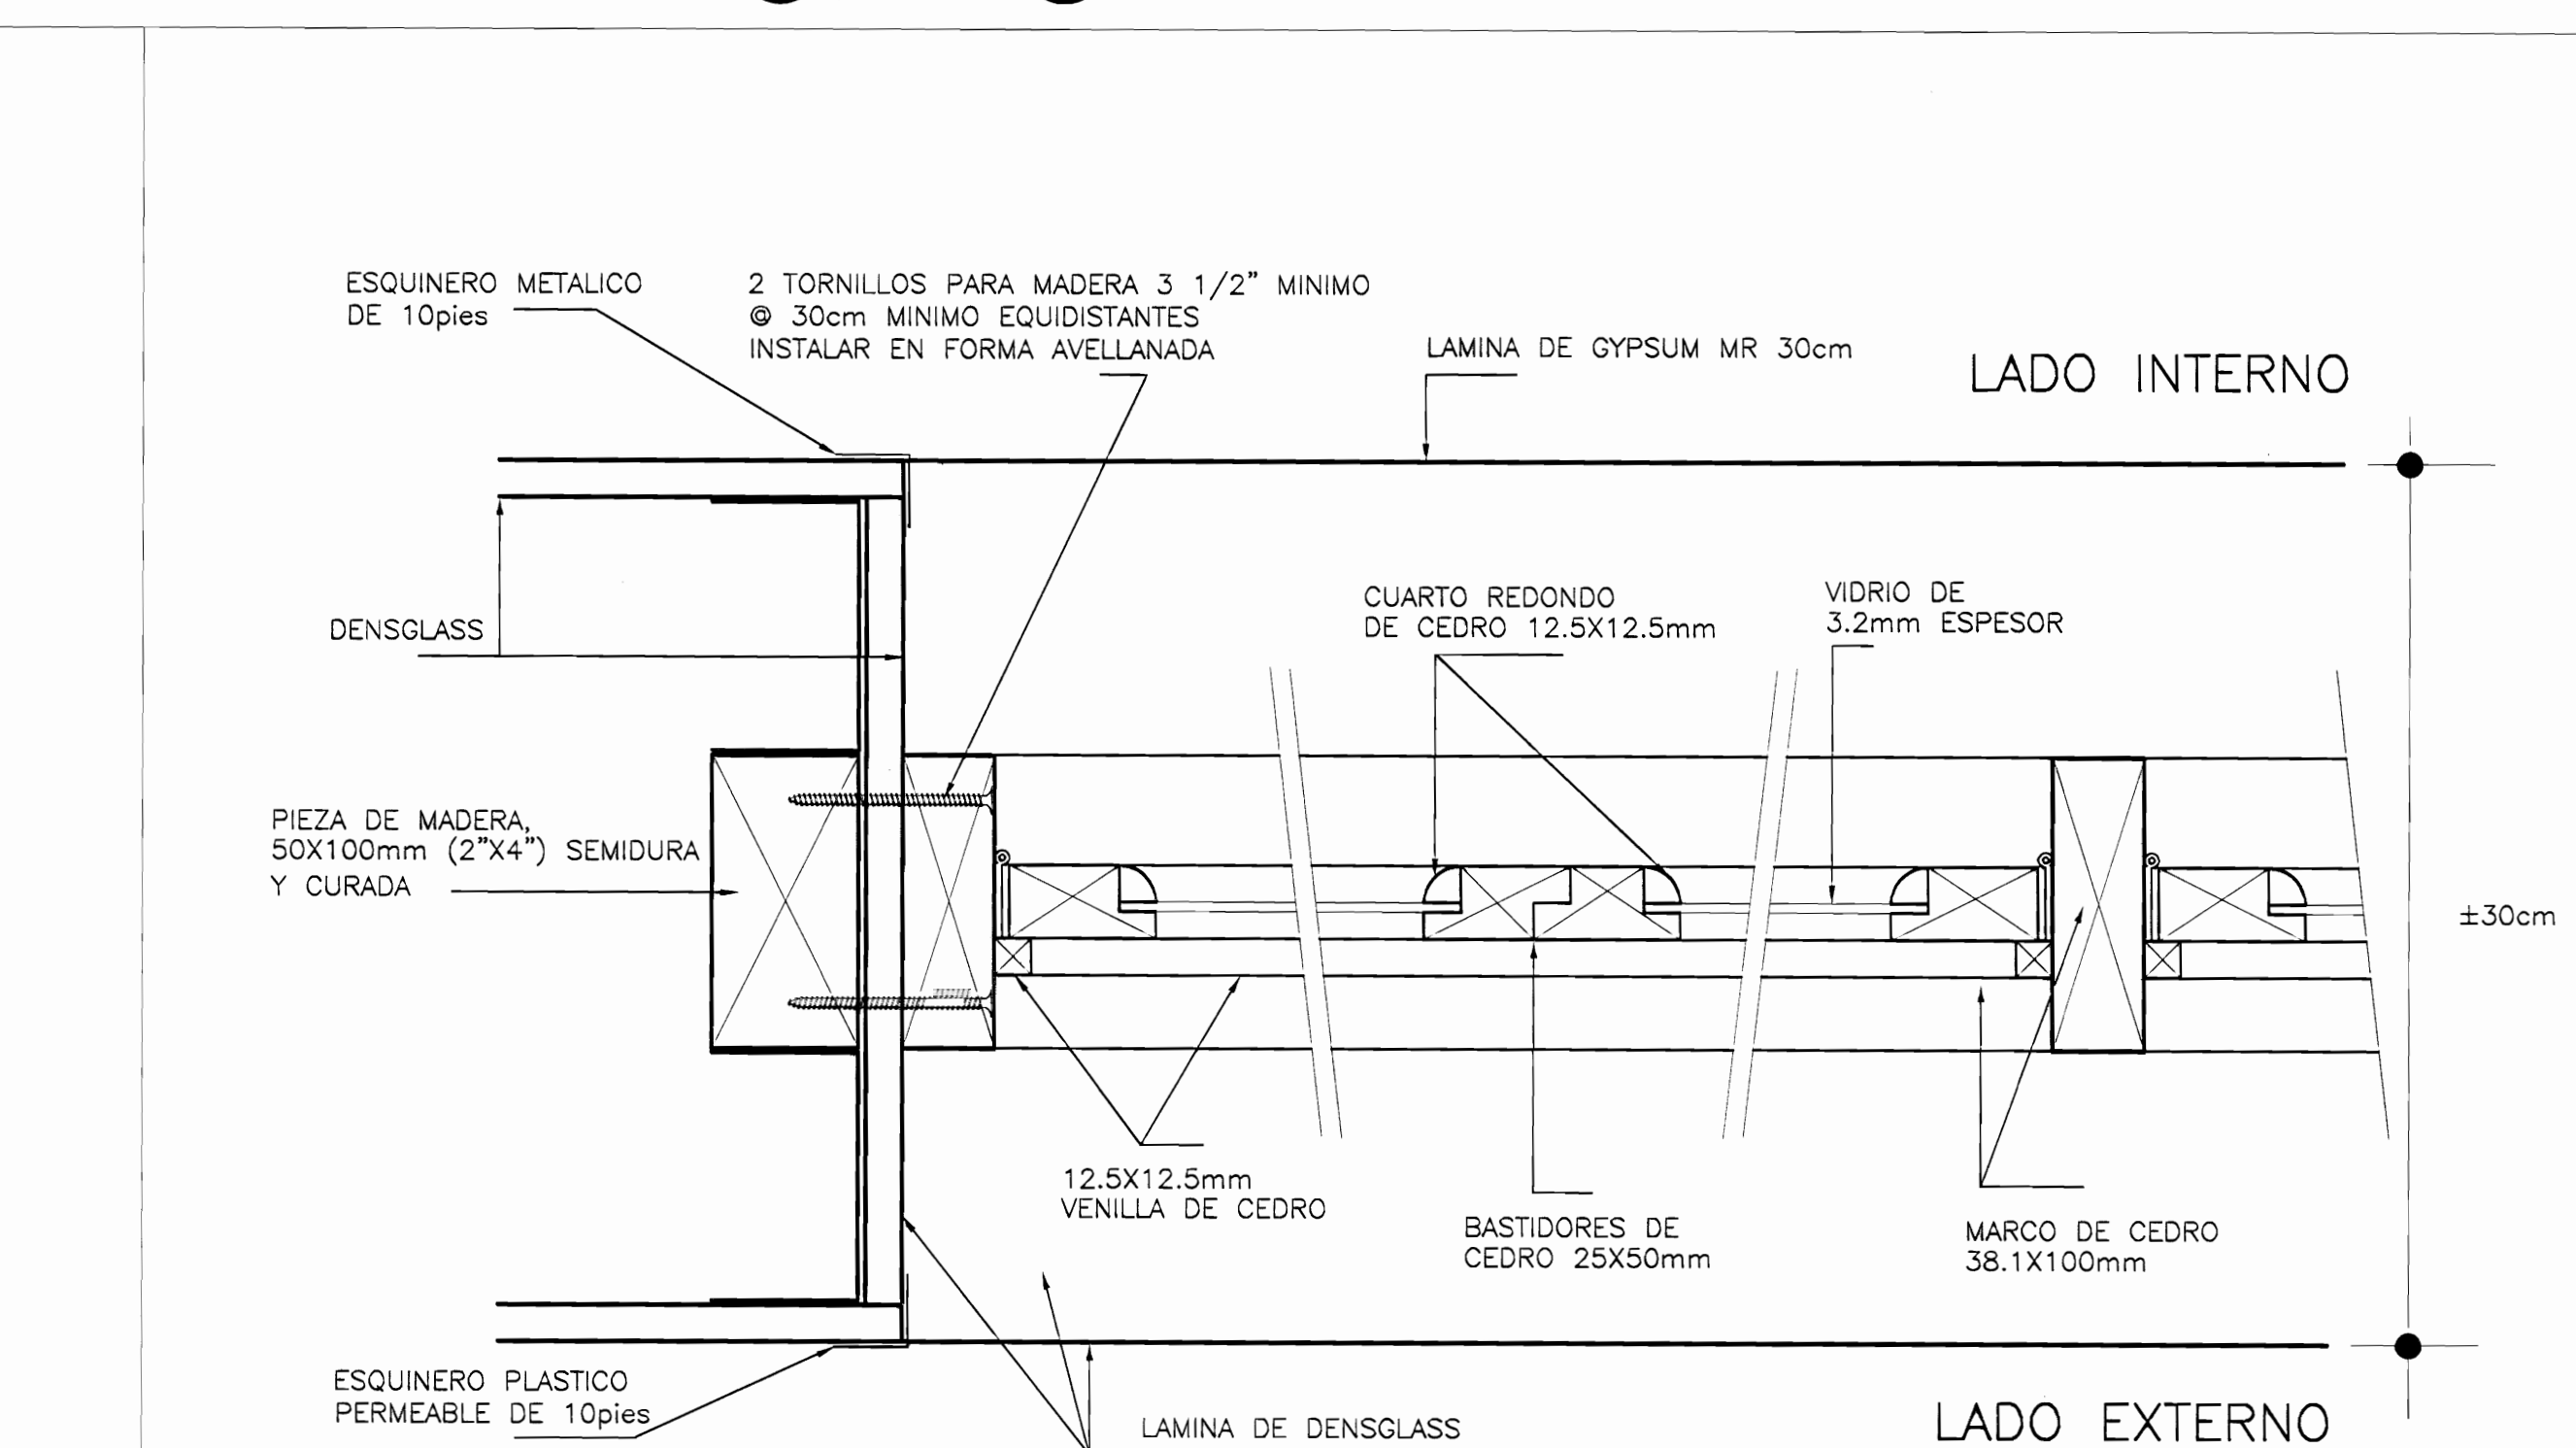 ESQUINERO METALICO
DE 10pies
2 TORNILLOS PARA MADERA 3 1/2" MINIMO
@ 30cm MINIMO EQUIDISTANTES
INSTALAR EN FORMA AVELLANADA
LAMINA DE GYPSUM MR 30cm
LADO INTERNO
DENSGLASS
CUARTO REDONDO
DE CEDRO 12.5X12.5mm
VIDRIO DE
3.2mm ESPESOR
PIEZA DE MADERA,
50X100mm (2"X4") SEMIDURA
Y CURADA
±30cm
12.5X12.5mm
VENILLA DE CEDRO
BASTIDORES DE
CEDRO 25X50mm
MARCO DE CEDRO
38.1X100mm
ESQUINERO PLASTICO
PERMEABLE DE 10pies
LAMINA DE DENSGLASS
LADO EXTERNO